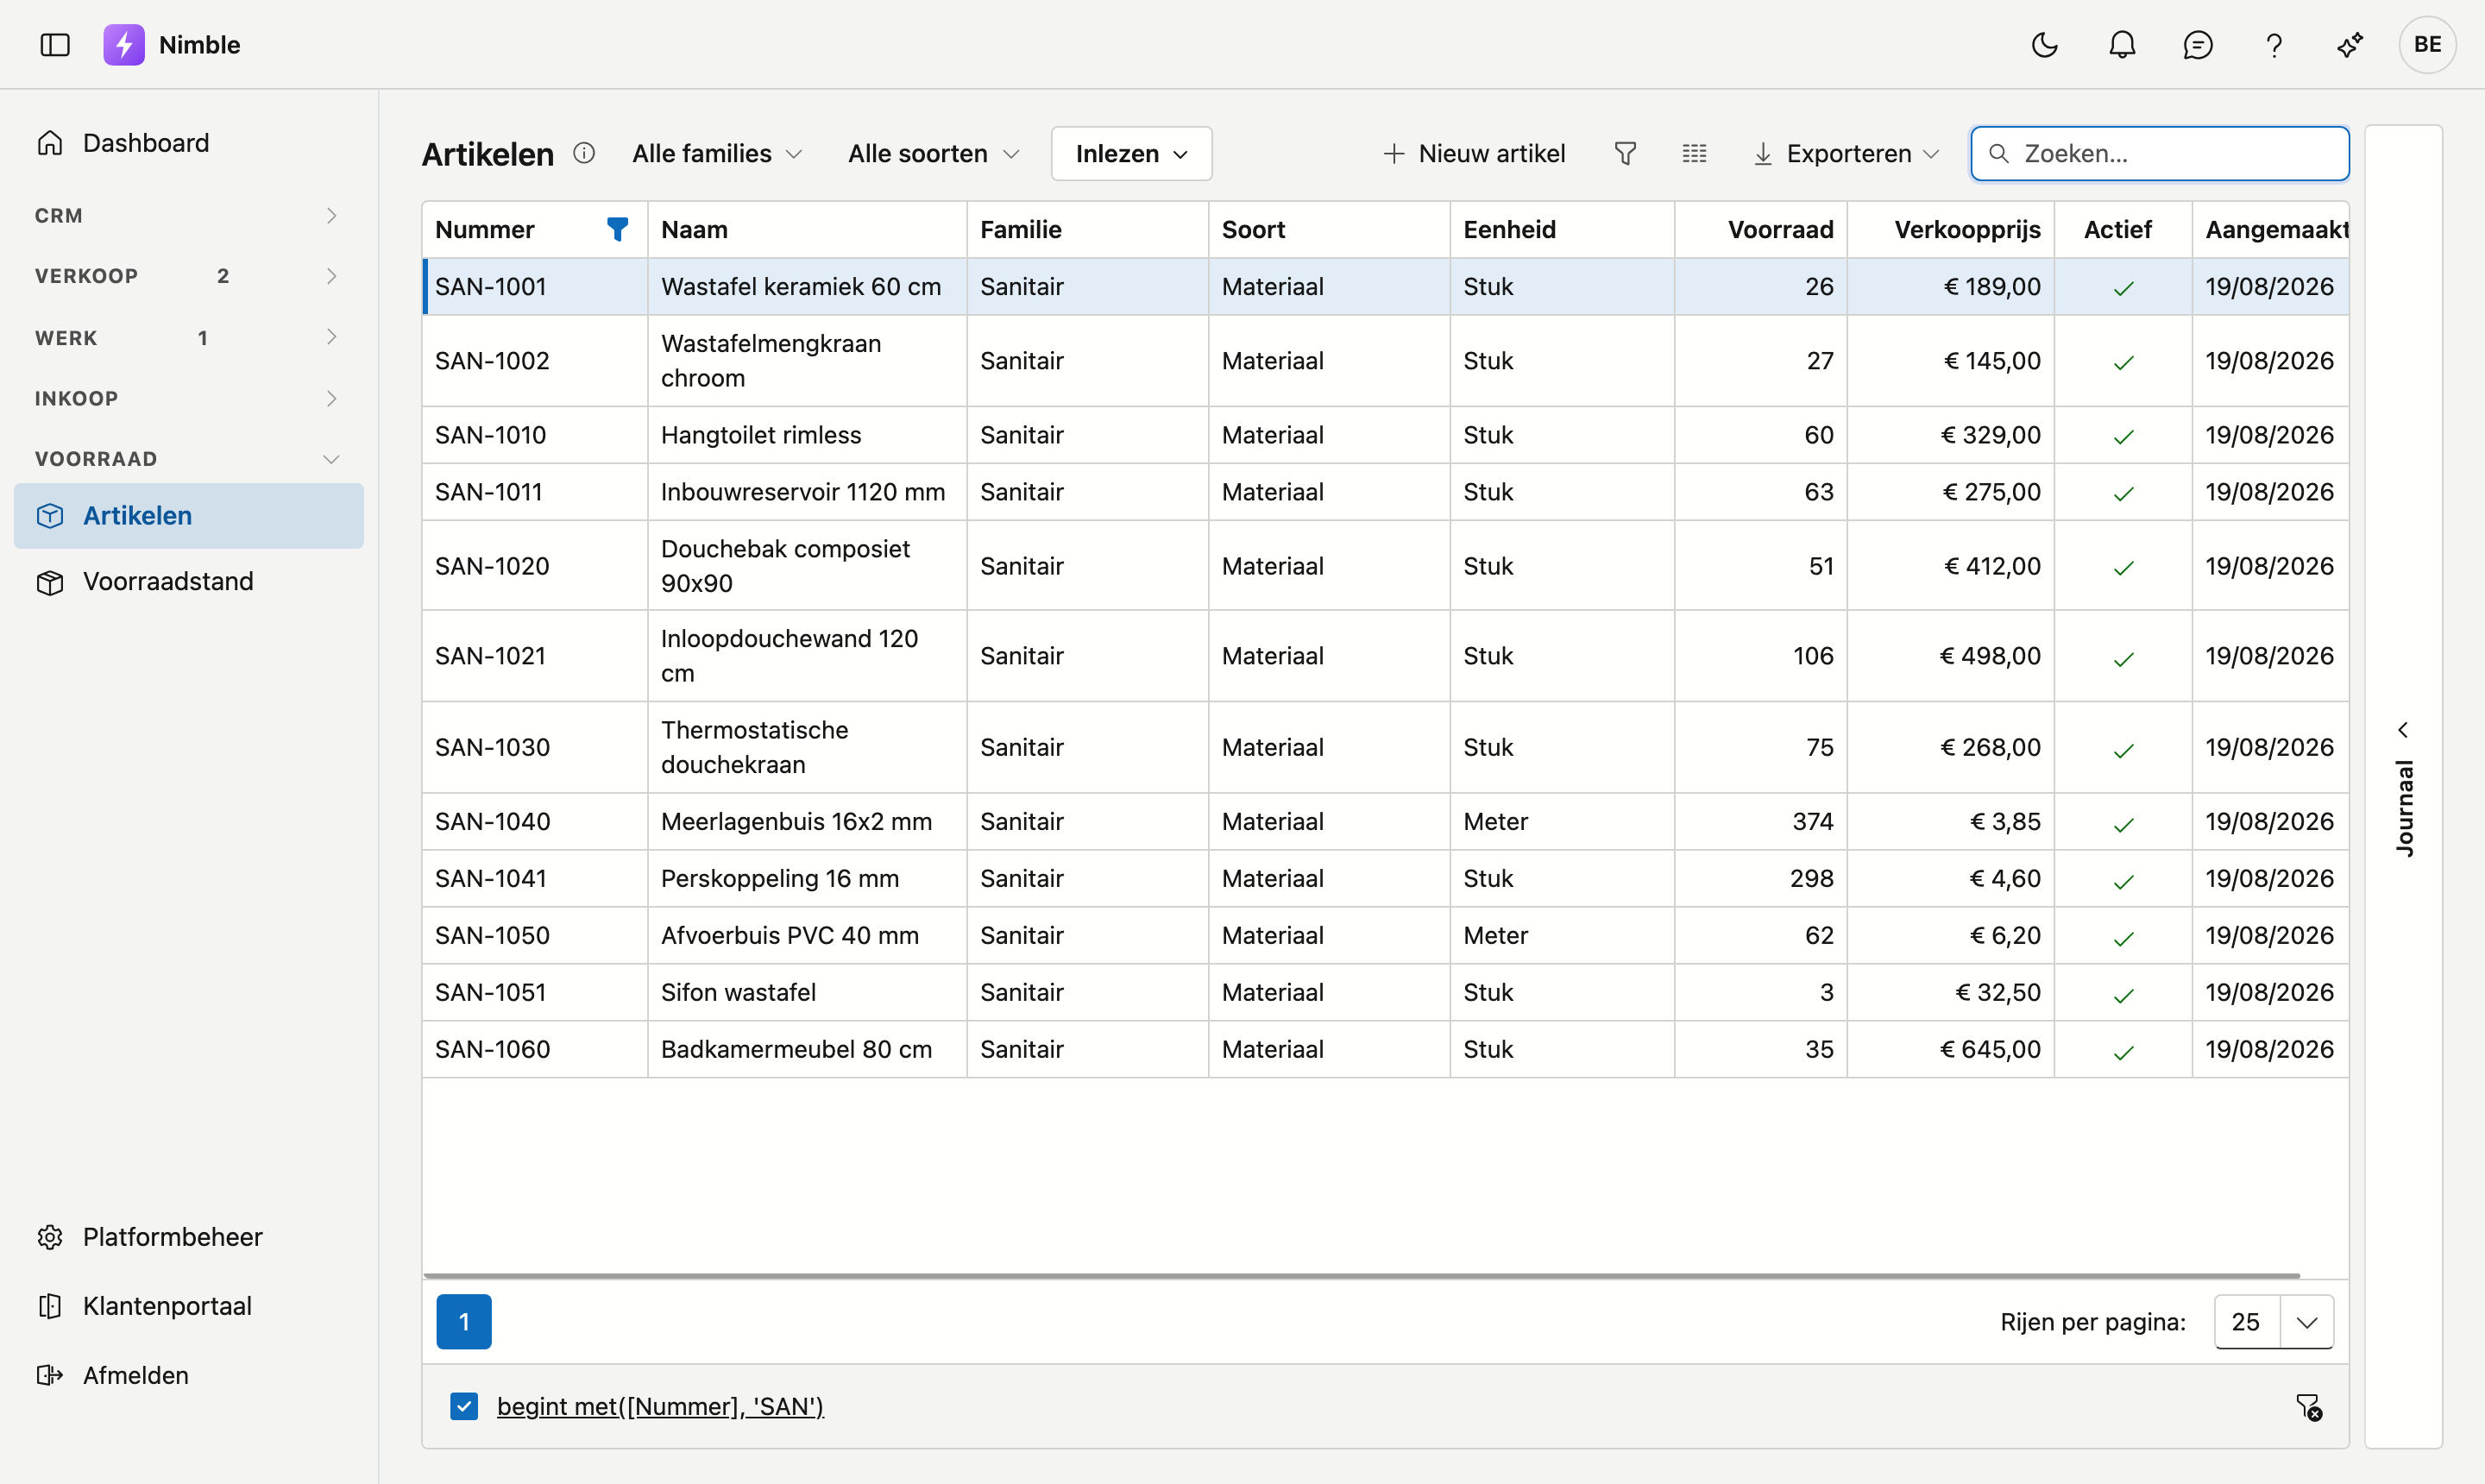 Nimble
BE
Dashboard
CRM
VERKOOP 2
WERK 1
INKOOP
VOORRAAD
Artikelen
Voorraadstand
Platformbeheer
Klantenportaal
Afmelden
Artikelen Alle families Alle soorten Inlezen Nieuw artikel Exporteren Zoeken...
Nummer Naam Familie Soort Eenheid Voorraad Verkoopprijs Actief Aangemaakt
SAN-1001 Wastafel keramiek 60 cm Sanitair Materiaal Stuk 26 € 189,00 19/08/2026
SAN-1002 Wastafelmengkraan chroom Sanitair Materiaal Stuk 27 € 145,00 19/08/2026
SAN-1010 Hangtoilet rimless Sanitair Materiaal Stuk 60 € 329,00 19/08/2026
SAN-1011 Inbouwreservoir 1120 mm Sanitair Materiaal Stuk 63 € 275,00 19/08/2026
SAN-1020 Douchebak composiet 90x90 Sanitair Materiaal Stuk 51 € 412,00 19/08/2026
SAN-1021 Inloopdouchewand 120 cm Sanitair Materiaal Stuk 106 € 498,00 19/08/2026
SAN-1030 Thermostatische douchekraan Sanitair Materiaal Stuk 75 € 268,00 19/08/2026
SAN-1040 Meerlagenbuis 16x2 mm Sanitair Materiaal Meter 374 € 3,85 19/08/2026
SAN-1041 Perskoppeling 16 mm Sanitair Materiaal Stuk 298 € 4,60 19/08/2026
SAN-1050 Afvoerbuis PVC 40 mm Sanitair Materiaal Meter 62 € 6,20 19/08/2026
SAN-1051 Sifon wastafel Sanitair Materiaal Stuk 3 € 32,50 19/08/2026
SAN-1060 Badkamermeubel 80 cm Sanitair Materiaal Stuk 35 € 645,00 19/08/2026
1 Rijen per pagina: 25
begint met([Nummer], 'SAN')
Journaal